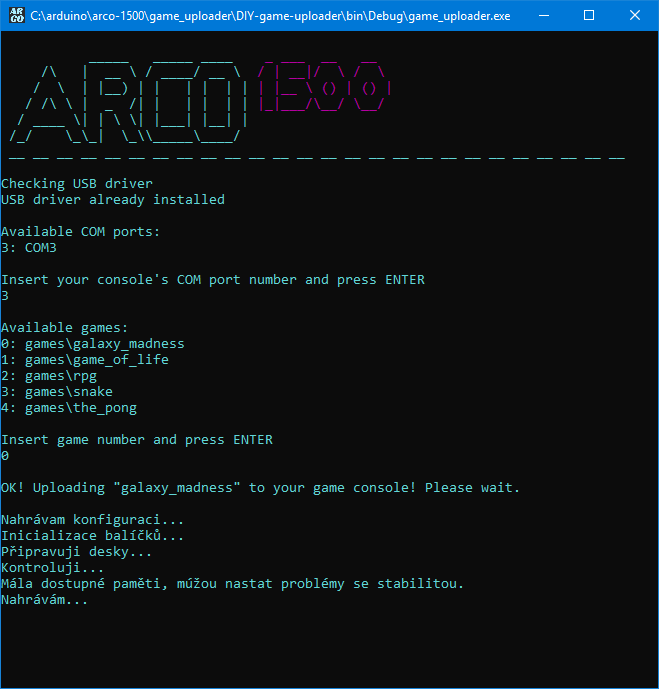 AR GO C:\arduino\arco-1500\game_uploader\DIY-game-uploader\bin\Debug\game_uploader.exe
ARCO 1500
Checking USB driver
USB driver already installed
Available COM ports:
3: COM3
Insert your console's COM port number and press ENTER
3
Available games:
0: games\galaxy_madness
1: games\game_of_life
2: games\rpg
3: games\snake
4: games\the_pong
Insert game number and press ENTER
0
OK! Uploading "galaxy_madness" to your game console! Please wait.
Nahrávam konfiguraci...
Inicializace balíčků...
Připravuji desky...
Kontroluji...
Mála dostupné paměti, múžou nastat problémy se stabilitou.
Nahrávám...